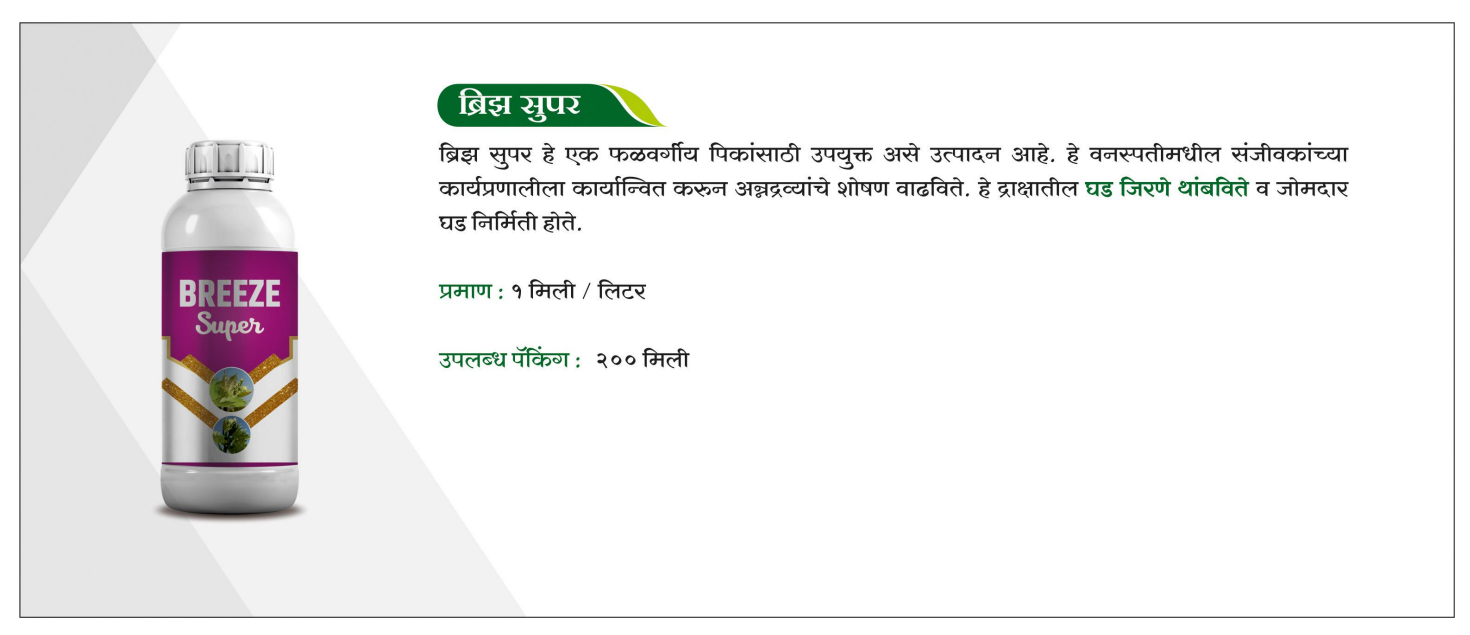 ब्रिझ सुपर
ब्रिझ सुपर हे एक फळवर्गीय पिकांसाठी उपयुक्त असे उत्पादन आहे. हे वनस्पतीमधील संजीवकांच्या
कार्यप्रणालीला कार्यान्वित करुन अन्नद्रव्यांचे शोषण वाढविते. हे द्राक्षातील घड जिरणे थांबविते व जोमदार
घड निर्मिती होते.
प्रमाण : १ मिली / लिटर
उपलब्ध पॅकिंग : २०० मिली
BREEZE
Super